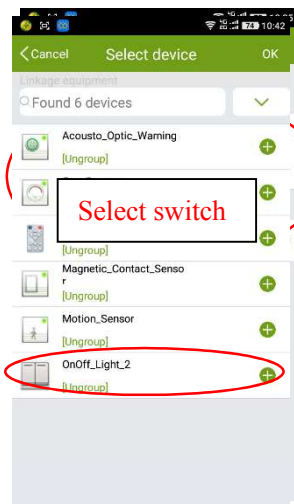 74 10:42
Cancel Select device OK
Linkage equipment
Found 6 devices
Acousto_Optic_Warning
[Ungroup]
Select switch
[Ungroup]
Magnetic_Contact_Senso
r
[Ungroup]
Motion_Sensor
[Ungroup]
OnOff_Light_2
[Ungroup]